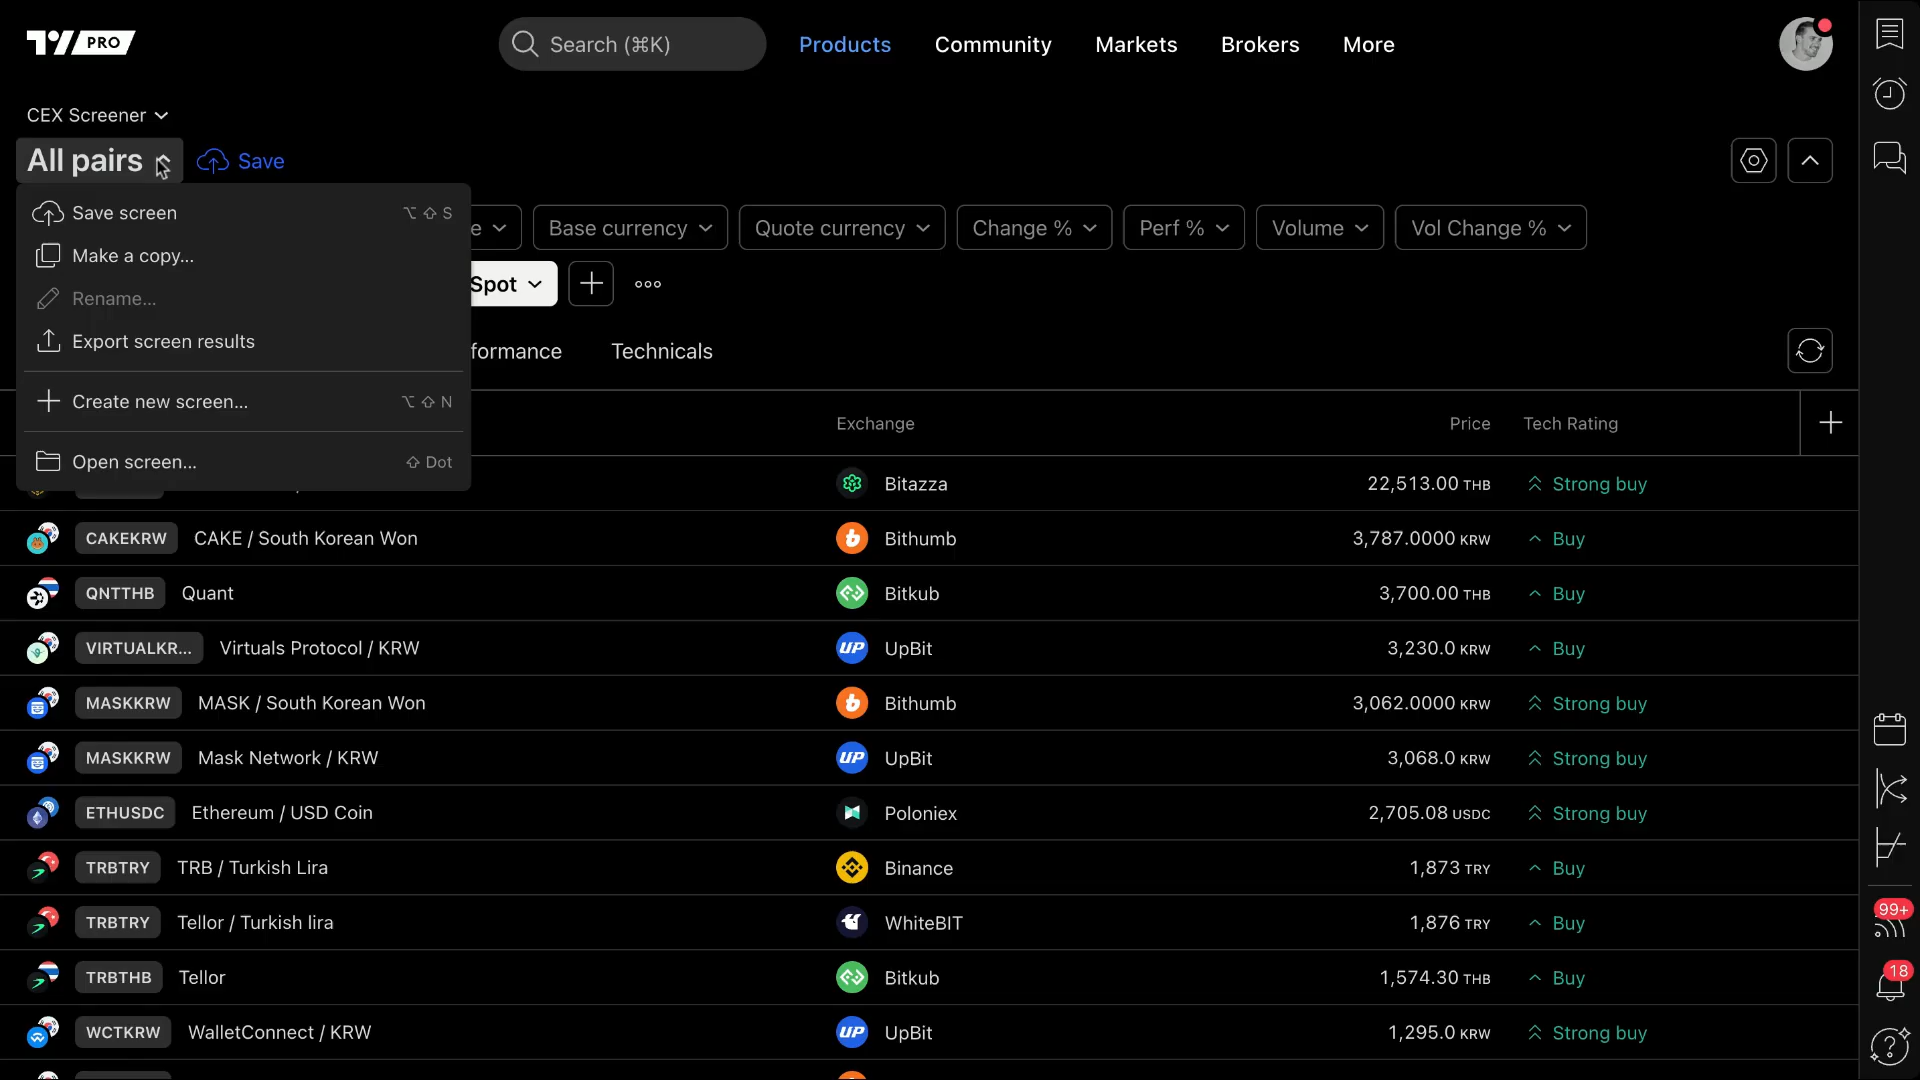 PRO
Search (⌘K)
Products
Community
Markets
Brokers
More
CEX Screener
All pairs
Save
Save screen ⌥ ⇧ S
Make a copy...
Rename...
Export screen results
Create new screen... ⌥ ⇧ N
Open screen... ⇧ Dot
e
Base currency
Quote currency
Change %
Perf %
Volume
Vol Change %
Spot
formance
Technicals
Exchange Price Tech Rating
Bitazza 22,513.00 THB Strong buy
CAKEKRW CAKE / South Korean Won Bithumb 3,787.0000 KRW Buy
QNTTHB Quant Bitkub 3,700.00 THB Buy
VIRTUALKR... Virtuals Protocol / KRW UP UpBit 3,230.0 KRW Buy
MASKKRW MASK / South Korean Won Bithumb 3,062.0000 KRW Strong buy
MASKKRW Mask Network / KRW UP UpBit 3,068.0 KRW Strong buy
ETHUSDC Ethereum / USD Coin Poloniex 2,705.08 USDC Strong buy
TRBTRY TRB / Turkish Lira Binance 1,873 TRY Buy
TRBTRY Tellor / Turkish lira WhiteBIT 1,876 TRY Buy
TRBTHB Tellor Bitkub 1,574.30 THB Buy
WCTKRW WalletConnect / KRW UP UpBit 1,295.0 KRW Strong buy
99+
18